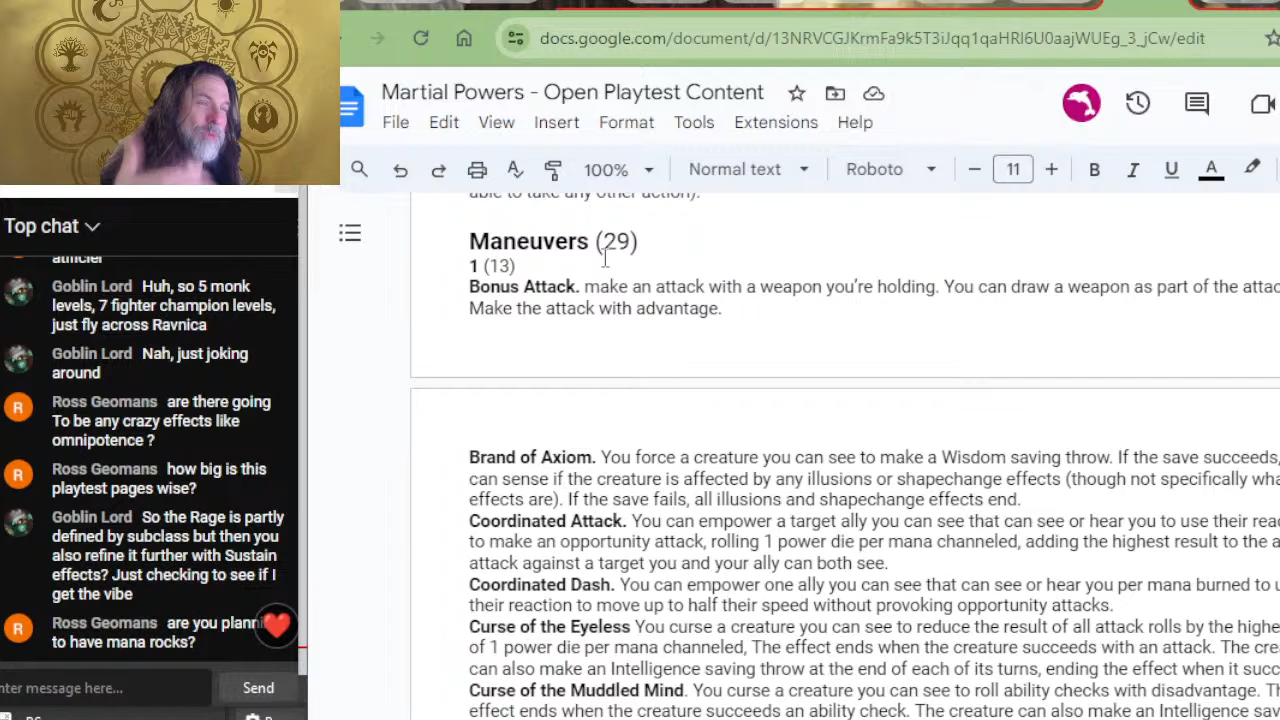 docs.google.com/document/d/13NRVCGJKrmFa9k5T3iJqq1qaHRl6U0aajWUEg_3_jCw/edit
Martial Powers - Open Playtest Content
File Edit View Insert Format Tools Extensions Help
100% Normal text Roboto 11 B I U A
able to take any other action).
Maneuvers (29)
1 (13)
Bonus Attack. make an attack with a weapon you're holding. You can draw a weapon as part of the attac
Make the attack with advantage.
Brand of Axiom. You force a creature you can see to make a Wisdom saving throw. If the save succeeds,
can sense if the creature is affected by any illusions or shapechange effects (though not specifically wha
effects are). If the save fails, all illusions and shapechange effects end.
Coordinated Attack. You can empower a target ally you can see that can see or hear you to use their rea
to make an opportunity attack, rolling 1 power die per mana channeled, adding the highest result to the a
attack against a target you and your ally can both see.
Coordinated Dash. You can empower one ally you can see that can see or hear you per mana burned to u
their reaction to move up to half their speed without provoking opportunity attacks.
Curse of the Eyeless You curse a creature you can see to reduce the result of all attack rolls by the highe
of 1 power die per mana channeled, The effect ends when the creature succeeds with an attack. The cre
can also make an Intelligence saving throw at the end of each of its turns, ending the effect when it succ
Curse of the Muddled Mind. You curse a creature you can see to roll ability checks with disadvantage. T
effect ends when the creature succeeds an ability check. The creature can also make an Intelligence sav
Top chat
artificier
Goblin Lord Huh, so 5 monk
levels, 7 fighter champion levels,
just fly across Ravnica
Goblin Lord Nah, just joking
around
R Ross Geomans are there going
To be any crazy effects like
omnipotence ?
R Ross Geomans how big is this
playtest pages wise?
Goblin Lord So the Rage is partly
defined by subclass but then you
also refine it further with Sustain
effects? Just checking to see if I
get the vibe
R Ross Geomans are you planni
to have mana rocks?
nter message here... Send